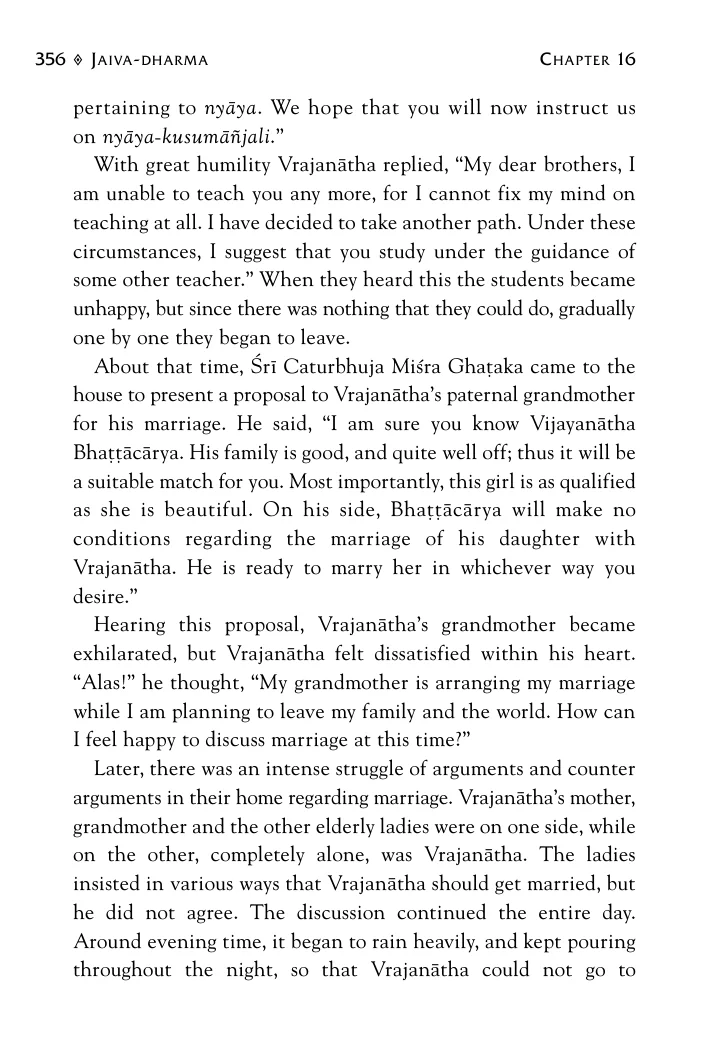 356 ◊ Jaiva-dharma Chapter 16
pertaining to nyāya. We hope that you will now instruct us
on nyāya-kusumāñjali.”
With great humility Vrajanātha replied, “My dear brothers, I
am unable to teach you any more, for I cannot fix my mind on
teaching at all. I have decided to take another path. Under these
circumstances, I suggest that you study under the guidance of
some other teacher.” When they heard this the students became
unhappy, but since there was nothing that they could do, gradually
one by one they began to leave.
About that time, Śrī Caturbhuja Miśra Ghaṭaka came to the
house to present a proposal to Vrajanātha’s paternal grandmother
for his marriage. He said, “I am sure you know Vijayanātha
Bhaṭṭācārya. His family is good, and quite well off; thus it will be
a suitable match for you. Most importantly, this girl is as qualified
as she is beautiful. On his side, Bhaṭṭācārya will make no
conditions regarding the marriage of his daughter with
Vrajanātha. He is ready to marry her in whichever way you
desire.”
Hearing this proposal, Vrajanātha’s grandmother became
exhilarated, but Vrajanātha felt dissatisfied within his heart.
“Alas!” he thought, “My grandmother is arranging my marriage
while I am planning to leave my family and the world. How can
I feel happy to discuss marriage at this time?”
Later, there was an intense struggle of arguments and counter
arguments in their home regarding marriage. Vrajanātha’s mother,
grandmother and the other elderly ladies were on one side, while
on the other, completely alone, was Vrajanātha. The ladies
insisted in various ways that Vrajanātha should get married, but
he did not agree. The discussion continued the entire day.
Around evening time, it began to rain heavily, and kept pouring
throughout the night, so that Vrajanātha could not go to